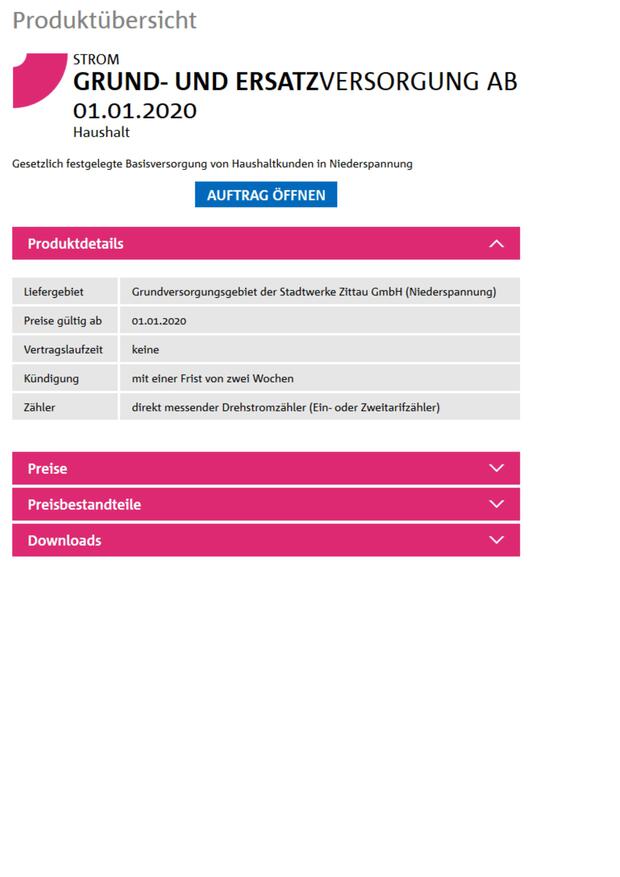 Produktübersicht
STROM
GRUND- UND ERSATZVERSORGUNG AB
01.01.2020
Haushalt
Gesetzlich festgelegte Basisversorgung von Haushaltkunden in Niederspannung
AUFTRAG ÖFFNEN
Produktdetails
Liefergebiet Grundversorgungsgebiet der Stadtwerke Zittau GmbH (Niederspannung)
Preise gültig ab 01.01.2020
Vertragslaufzeit keine
Kündigung mit einer Frist von zwei Wochen
Zähler direkt messender Drehstromzähler (Ein- oder Zweitarifzähler)
Preise
Preisbestandteile
Downloads